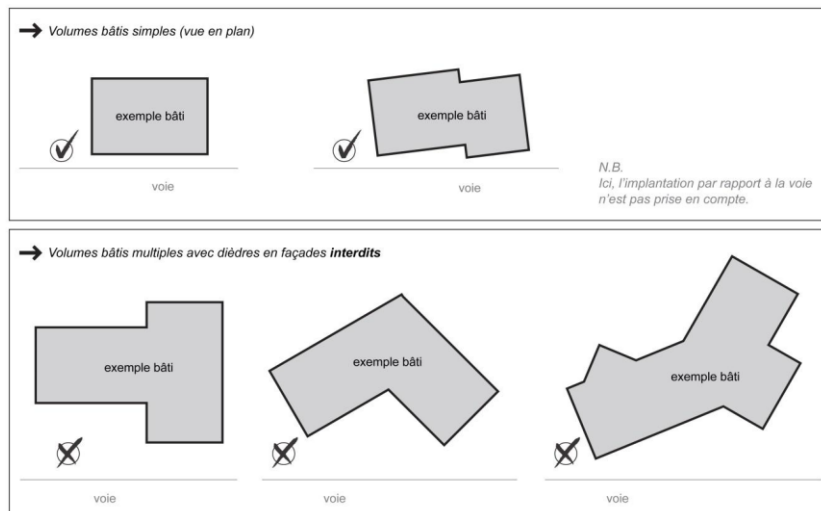 Volumes bâtis simples (vue en plan)
exemple bâti
exemple bâti
voie
voie
N.B.
Ici, l'implantation par rapport à la voie
n'est pas prise en compte.
Volumes bâtis multiples avec dièdres en façades interdits
exemple bâti
exemple bâti
exemple bâti
voie
voie
voie